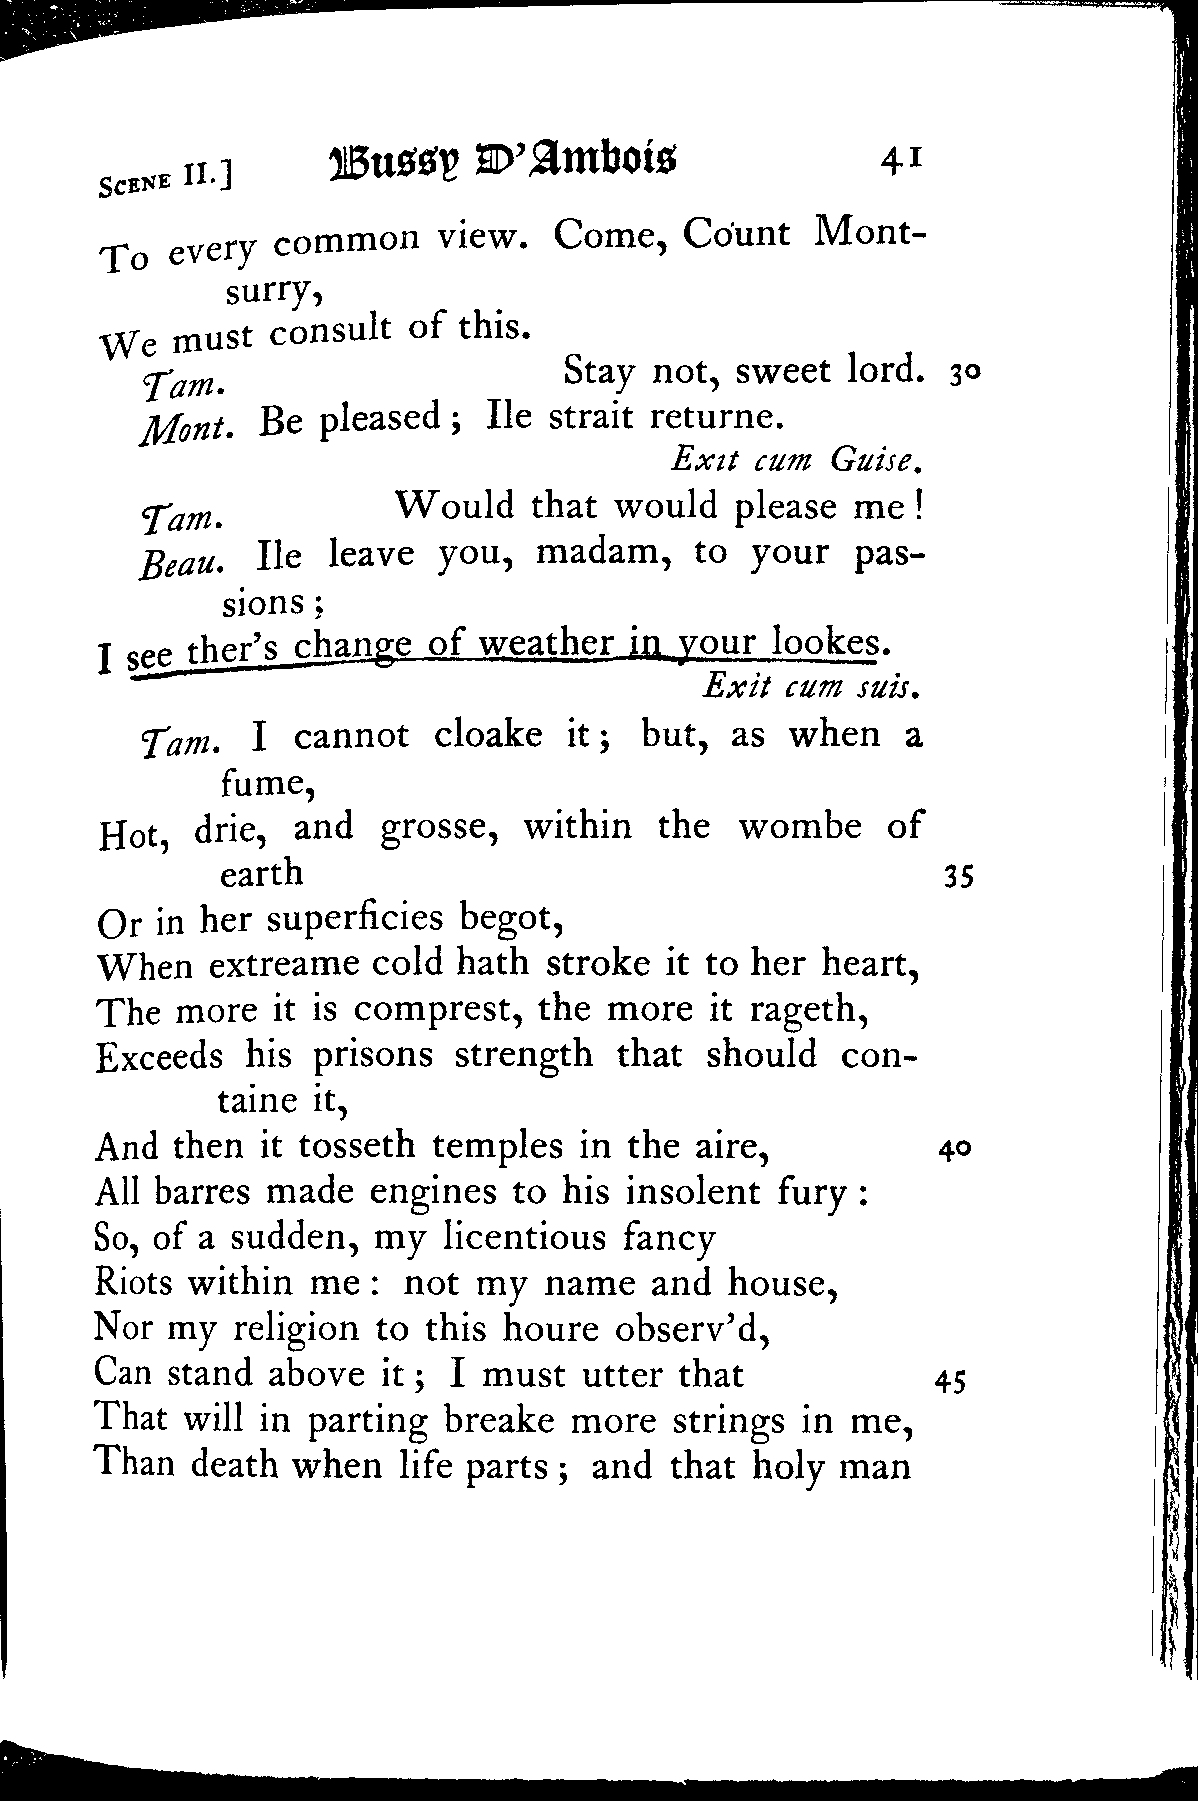 SCENE II.] Bussy D'Ambois 41
To every common view. Come, Count Mont-
surry,
We must consult of this.
Tam. Stay not, sweet lord. 30
Mont. Be pleased ; Ile strait returne.
Exit cum Guise.
Tam. Would that would please me !
Beau. Ile leave you, madam, to your pas-
sions ;
I see ther's change of weather in your lookes.
Exit cum suis.
Tam. I cannot cloake it ; but, as when a
fume,
Hot, drie, and grosse, within the wombe of
earth 35
Or in her superficies begot,
When extreame cold hath stroke it to her heart,
The more it is comprest, the more it rageth,
Exceeds his prisons strength that should con-
taine it,
And then it tosseth temples in the aire, 40
All barres made engines to his insolent fury :
So, of a sudden, my licentious fancy
Riots within me : not my name and house,
Nor my religion to this houre observ'd,
Can stand above it ; I must utter that 45
That will in parting breake more strings in me,
Than death when life parts ; and that holy man